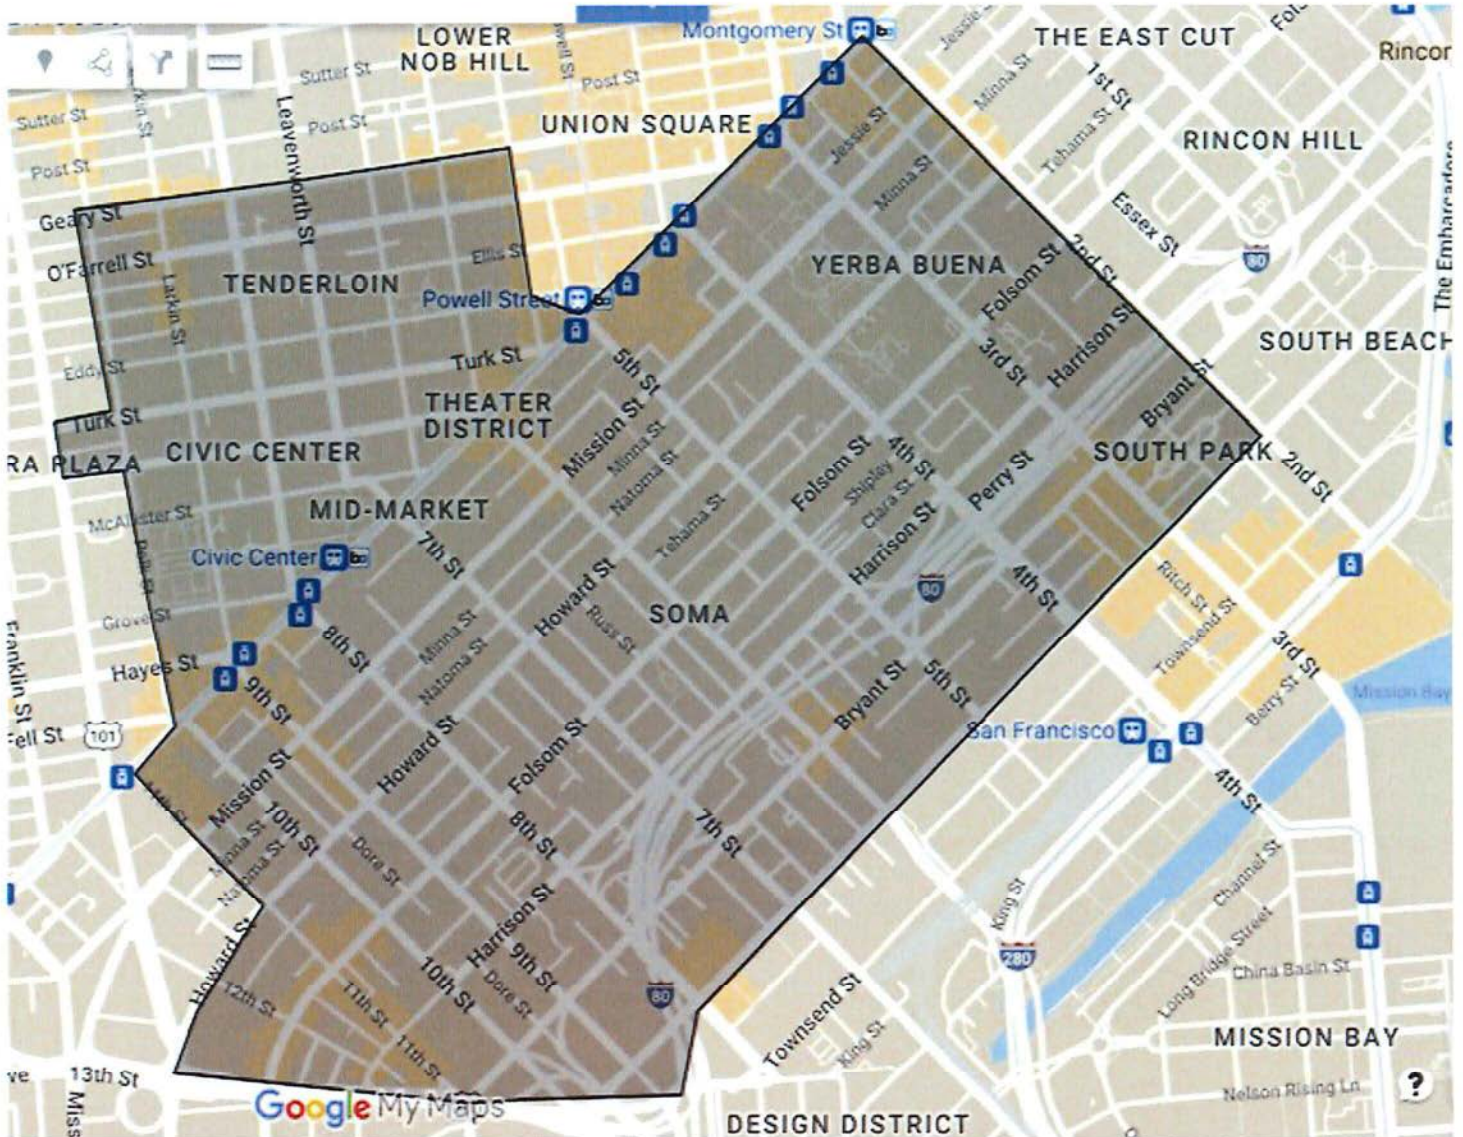 LOWER
NOB HILL
Montgomery St
THE EAST CUT
Rincor
Sutter St
Post St
Jessie St
Minna St
1st St
Sutter St
Leavenworth St
Post St
UNION SQUARE
Tehama St
RINCON HILL
Post St
Jessie St
Minna St
Geary St
Essex St
The Embarcadero
O'Farrell St
Ellis St
TENDERLOIN
YERBA BUENA
Folsom St
2nd St
80
Larkin St
Powell Street
Harrison St
SOUTH BEACH
Turk St
5th St
3rd St
Eddy St
Bryant St
THEATER
DISTRICT
Turk St
Mission St
Minna St
Natoma St
CIVIC CENTER
RA PLAZA
Folsom St
4th St
Shipley
Clara St
Perry St
SOUTH PARK
2nd St
McAllister St
MID-MARKET
Tehama St
Harrison St
Civic Center
7th St
Howard St
80
4th St
Ritch St
Townsend St
Grove St
8th St
Minna St
Natoma St
Russ St
SOMA
Franklin St
Hayes St
9th St
Bryant St
5th St
3rd St
Berry St
Mission Bay
Fell St
101
Howard St
Folsom St
San Francisco
Mission St
4th St
10th St
8th St
7th St
Natoma St
Dore St
Channel St
Howard St
Harrison St
King St
Long Bridge Street
12th St
11th St
10th St
9th St
Dore St
280
China Basin St
80
11th St
Townsend St
King St
MISSION BAY
ve
13th St
Miss
Google My Maps
Nelson Rising Ln
?
DESIGN DISTRICT